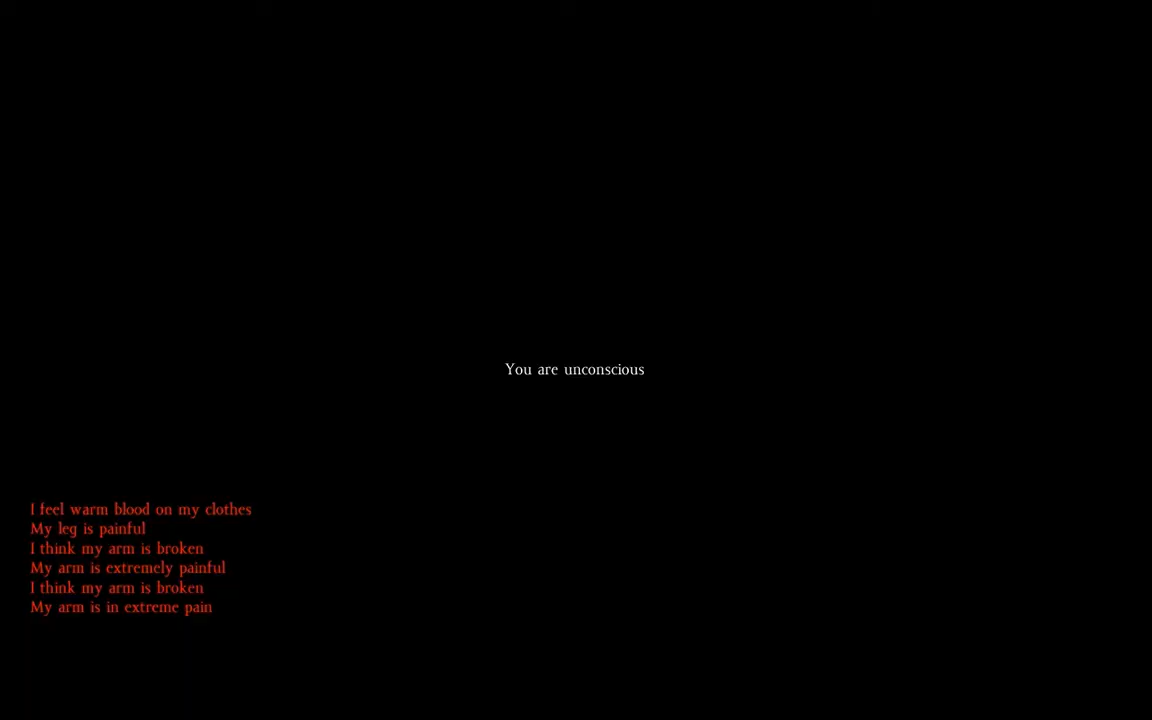 You are unconscious
I feel warm blood on my clothes
My leg is painful
I think my arm is broken
My arm is extremely painful
I think my arm is broken
My arm is in extreme pain